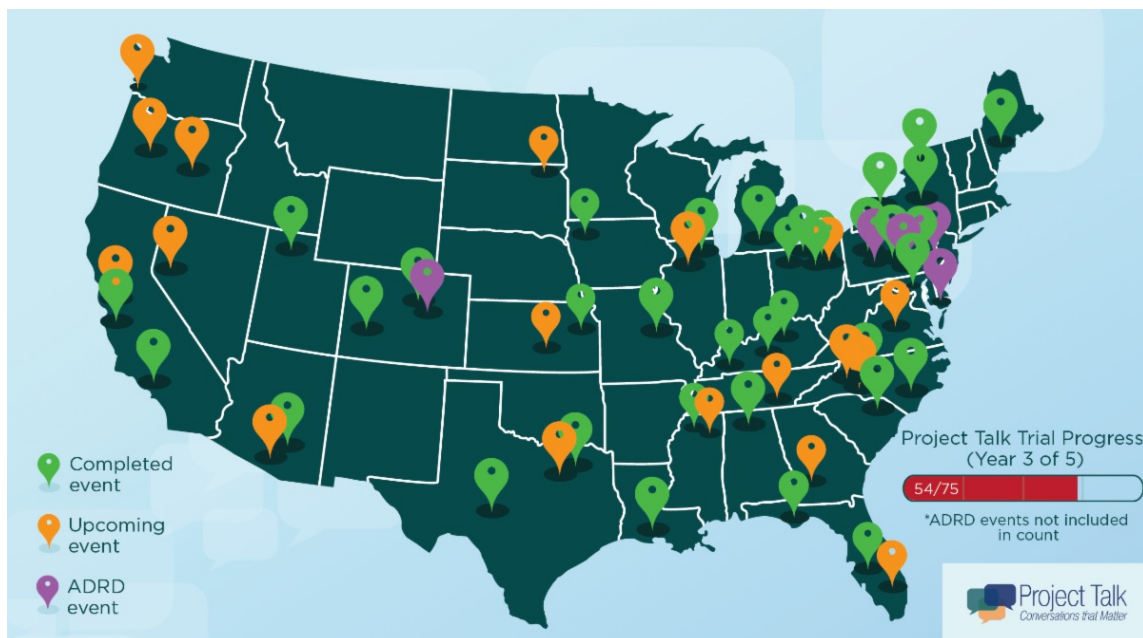 Completed
event
Upcoming
event
ADRD
event
Project Talk Trial Progress
(Year 3 of 5)
54/75
*ADRD events not included
in count
Project Talk
Conversations that Matter